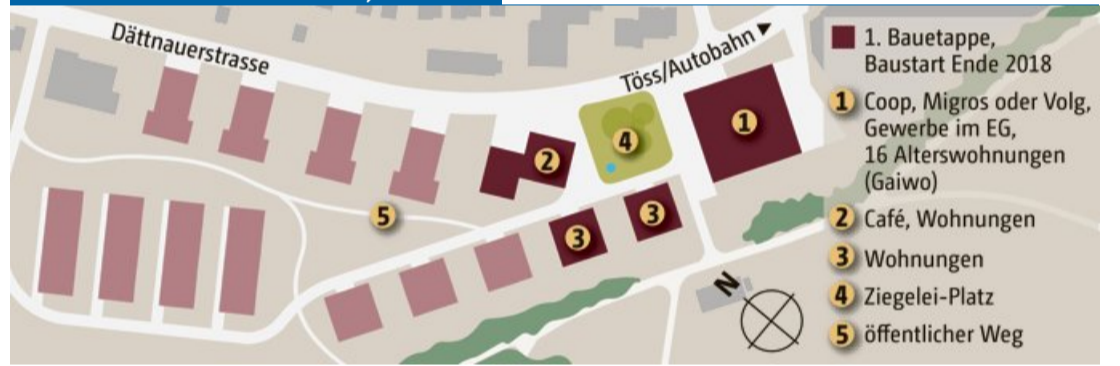 Dättnauerstrasse
Töss/Autobahn
1. Bauetappe,
Baustart Ende 2018
1 Coop, Migros oder Volg,
Gewerbe im EG,
16 Alterswohnungen
(Gaiwo)
2 Café, Wohnungen
3 Wohnungen
4 Ziegelei-Platz
5 öffentlicher Weg
1
2
4
3
3
5
N